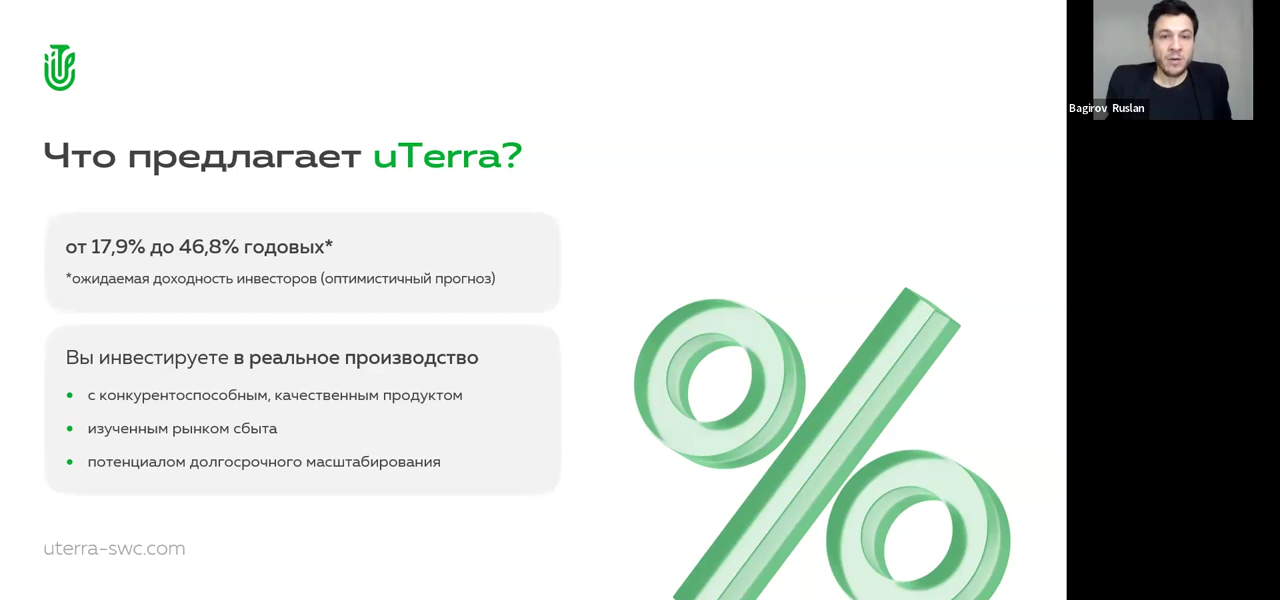 Что предлагает uTerra?
от 17,9% до 46,8% годовых*
*ожидаемая доходность инвесторов (оптимистичный прогноз)
Вы инвестируете в реальное производство
с конкурентоспособным, качественным продуктом
изученным рынком сбыта
потенциалом долгосрочного масштабирования
uterra-swc.com
Bagirov Ruslan